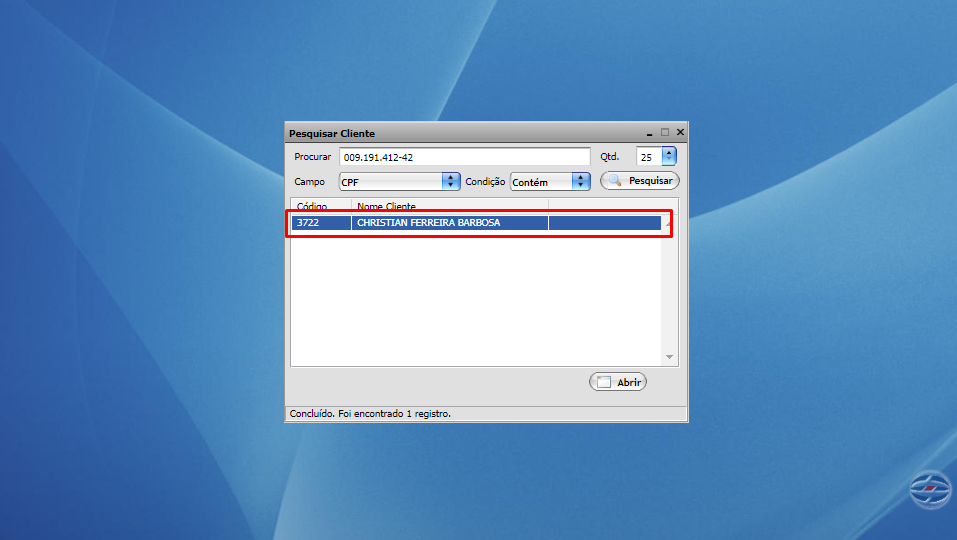 Pesquisar Cliente
Procurar 009.191.412-42 Qtd. 25
Campo CPF Condição Contém Pesquisar
Código Nome Cliente
3722 CHRISTIAN FERREIRA BARBOSA
Abrir
Concluído. Foi encontrado 1 registro.